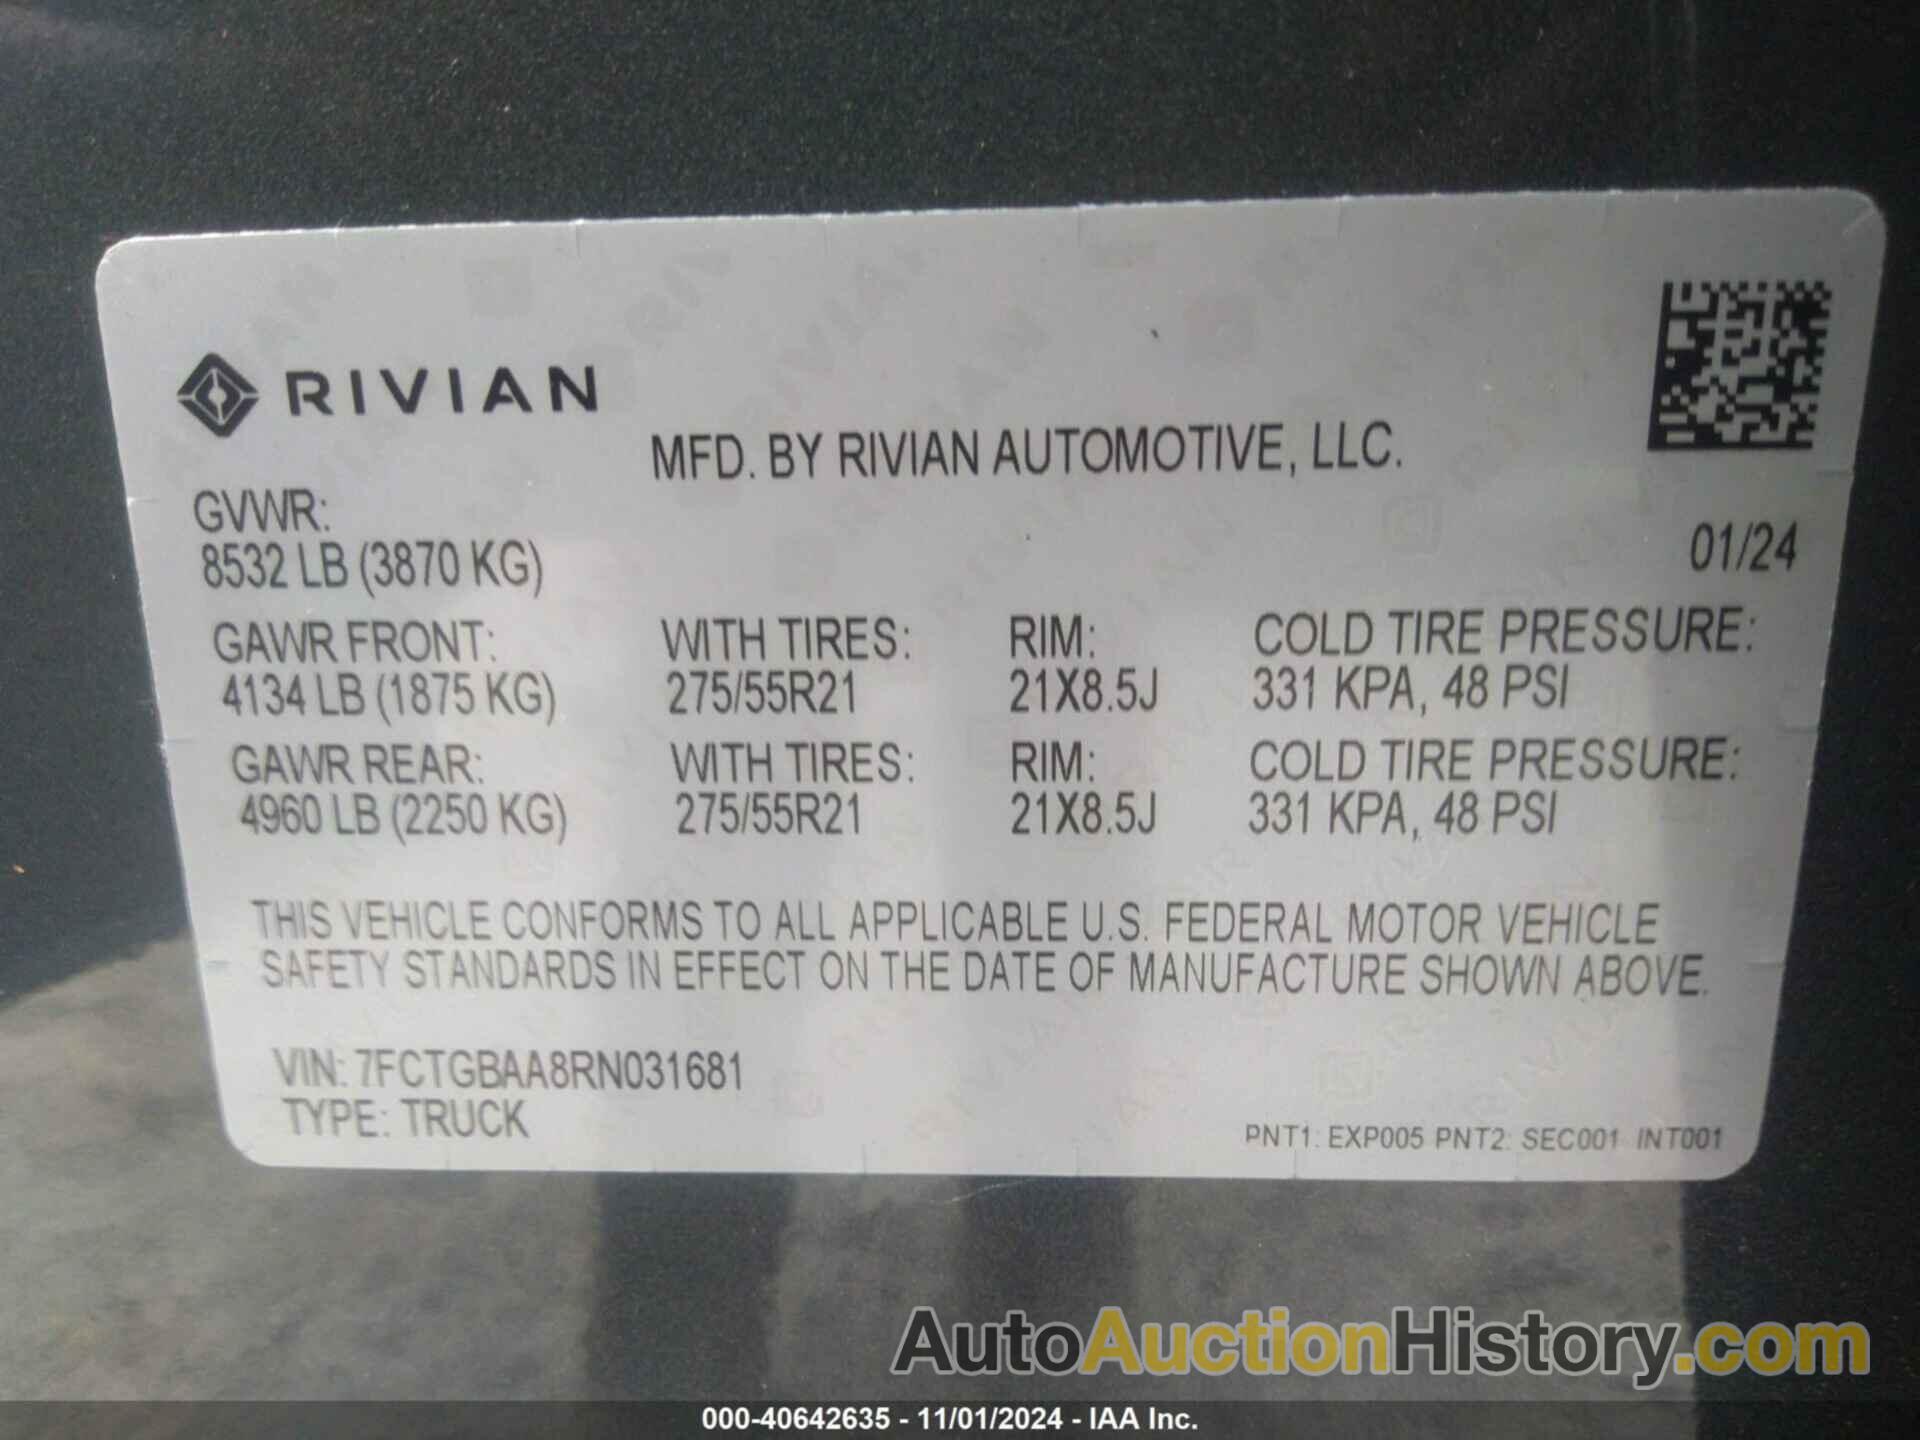 RIVIAN
MFD. BY RIVIAN AUTOMOTIVE, LLC.
GVWR:
8532 LB (3870 KG)
01/24
GAWR FRONT: WITH TIRES: RIM: COLD TIRE PRESSURE:
4134 LB (1875 KG) 275/55R21 21X8.5J 331 KPA, 48 PSI
GAWR REAR: WITH TIRES: RIM: COLD TIRE PRESSURE:
4960 LB (2250 KG) 275/55R21 21X8.5J 331 KPA, 48 PSI
THIS VEHICLE CONFORMS TO ALL APPLICABLE U.S. FEDERAL MOTOR VEHICLE
SAFETY STANDARDS IN EFFECT ON THE DATE OF MANUFACTURE SHOWN ABOVE.
VIN: 7FCTGBAA8RN031681
TYPE: TRUCK
PNT1: EXP005 PNT2: SEC001 INT001
AutoAuctionHistory.com
000-40642635 - 11/01/2024 - IAA Inc.